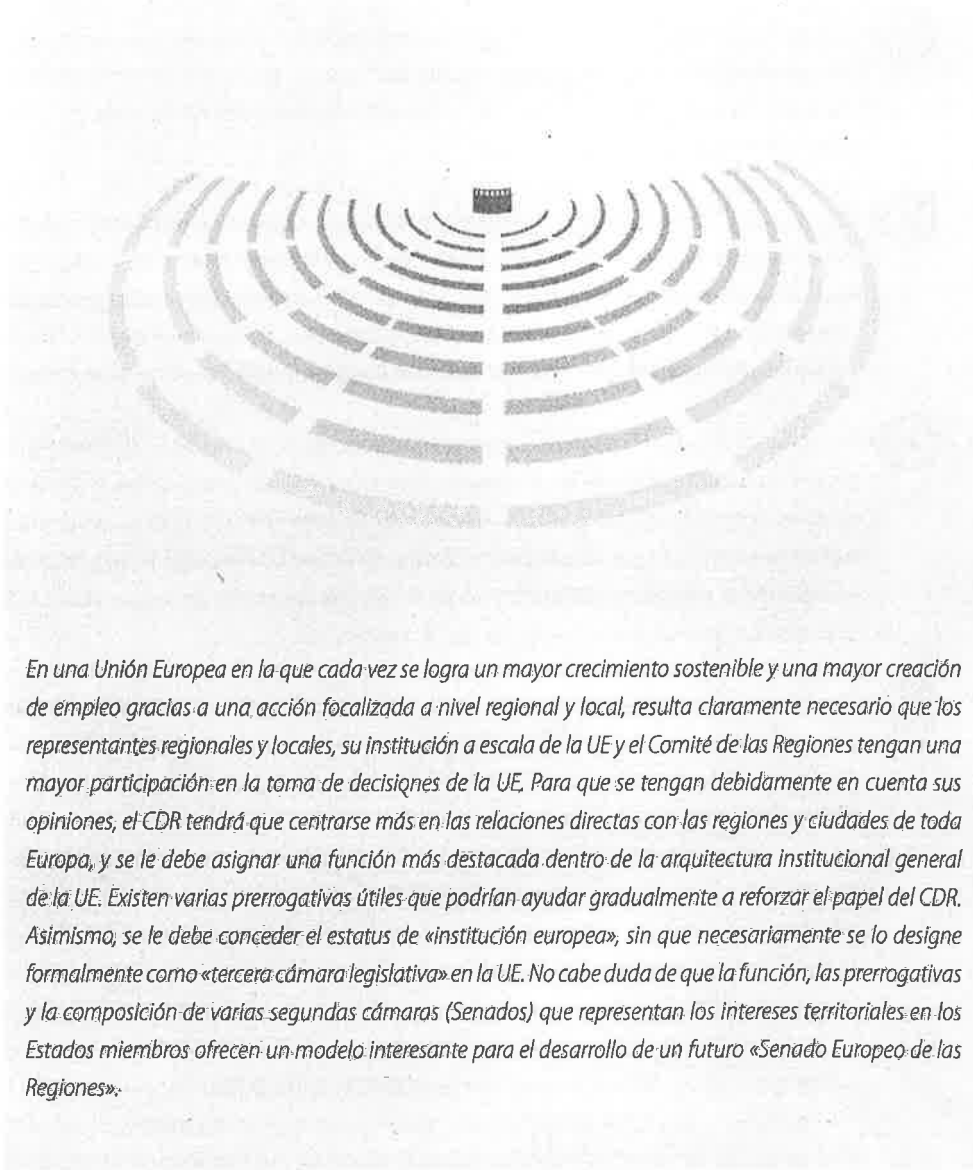 En una Unión Europea en la que cada vez se logra un mayor crecimiento sostenible y una mayor creación
de empleo gracias a una acción focalizada a nivel regional y local, resulta claramente necesario que los
representantes regionales y locales, su institución a escala de la UE y el Comité de las Regiones tengan una
mayor participación en la toma de decisiones de la UE. Para que se tengan debidamente en cuenta sus
opiniones, el CDR tendrá que centrarse más en las relaciones directas con las regiones y ciudades de toda
Europa, y se le debe asignar una función más destacada dentro de la arquitectura institucional general
de la UE. Existen varias prerrogativas útiles que podrían ayudar gradualmente a reforzar el papel del CDR.
Asimismo, se le debe conceder el estatus de «institución europea», sin que necesariamente se lo designe
formalmente como «tercera cámara legislativa» en la UE. No cabe duda de que la función, las prerrogativas
y la composición de varias segundas cámaras (Senados) que representan los intereses territoriales en los
Estados miembros ofrecen un modelo interesante para el desarrollo de un futuro «Senado Europeo de las
Regiones».